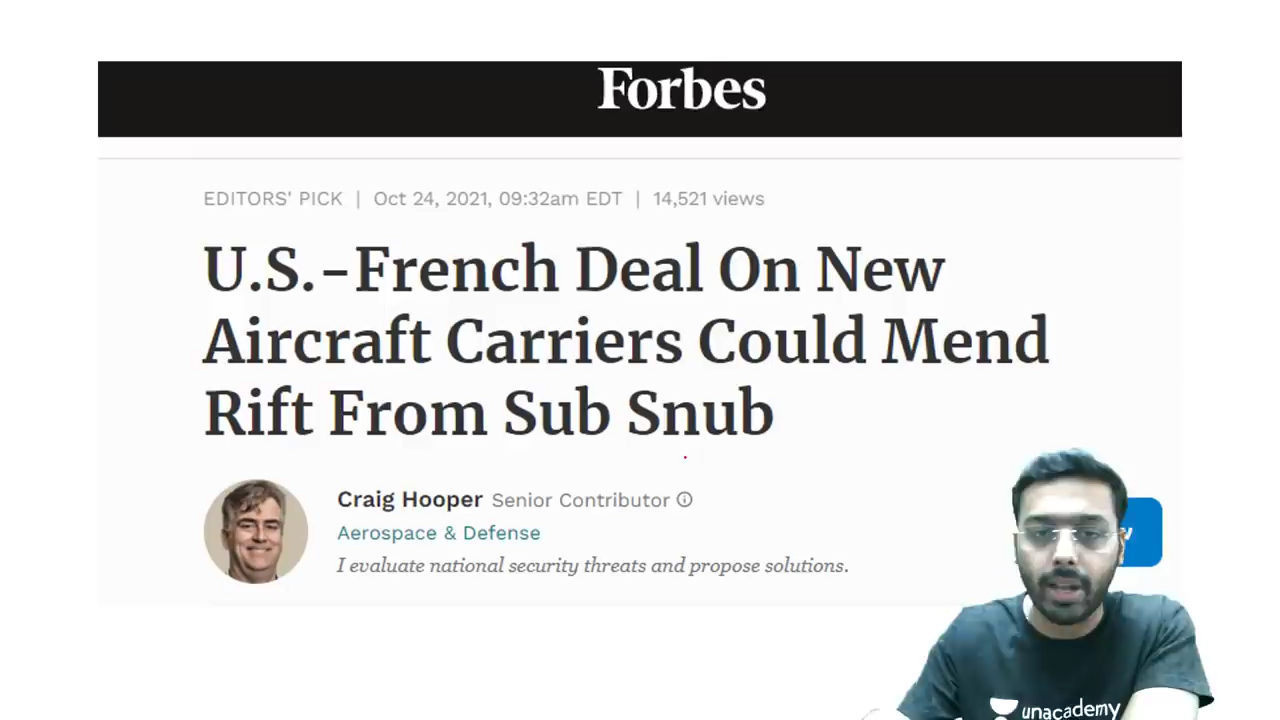 Forbes
EDITORS' PICK | Oct 24, 2021, 09:32am EDT | 14,521 views
U.S.-French Deal On New
Aircraft Carriers Could Mend
Rift From Sub Snub
Craig Hooper Senior Contributor
Aerospace & Defense
I evaluate national security threats and propose solutions.
unacademy